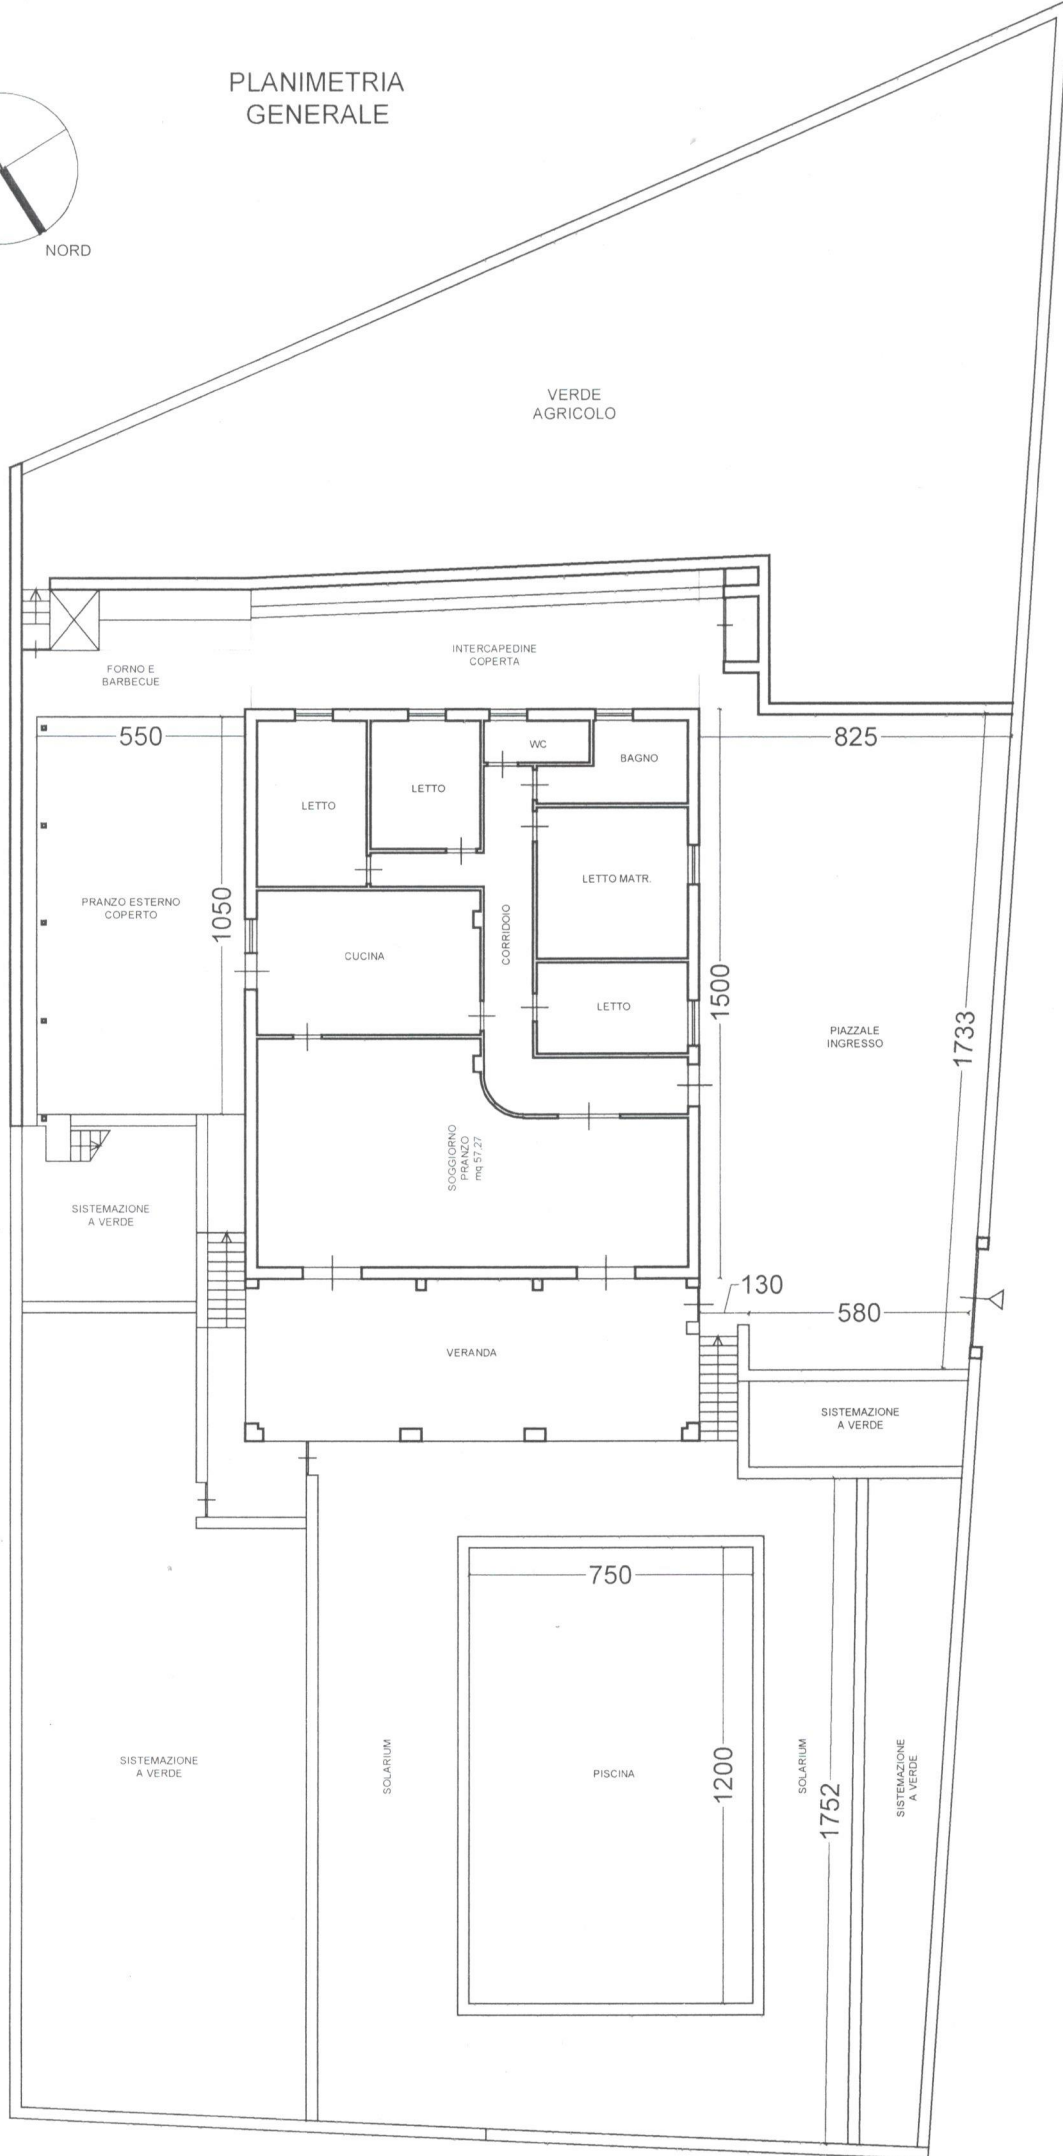 PLANIMETRIA
GENERALE
NORD
VERDE
AGRICOLO
INTERCAPEDINE
COPERTA
FORNO E
BARBECUE
550
825
WC
BAGNO
LETTO
LETTO
LETTO MATR.
PRANZO ESTERNO
COPERTO
1050
CORRIDOIO
CUCINA
1500
LETTO
PIAZZALE
INGRESSO
1733
SOGGIORNO
PRANZO
mq 57.27
SISTEMAZIONE
A VERDE
130
580
VERANDA
SISTEMAZIONE
A VERDE
750
SISTEMAZIONE
A VERDE
SOLARIUM
PISCINA
1200
SOLARIUM
1752
SISTEMAZIONE
A VERDE